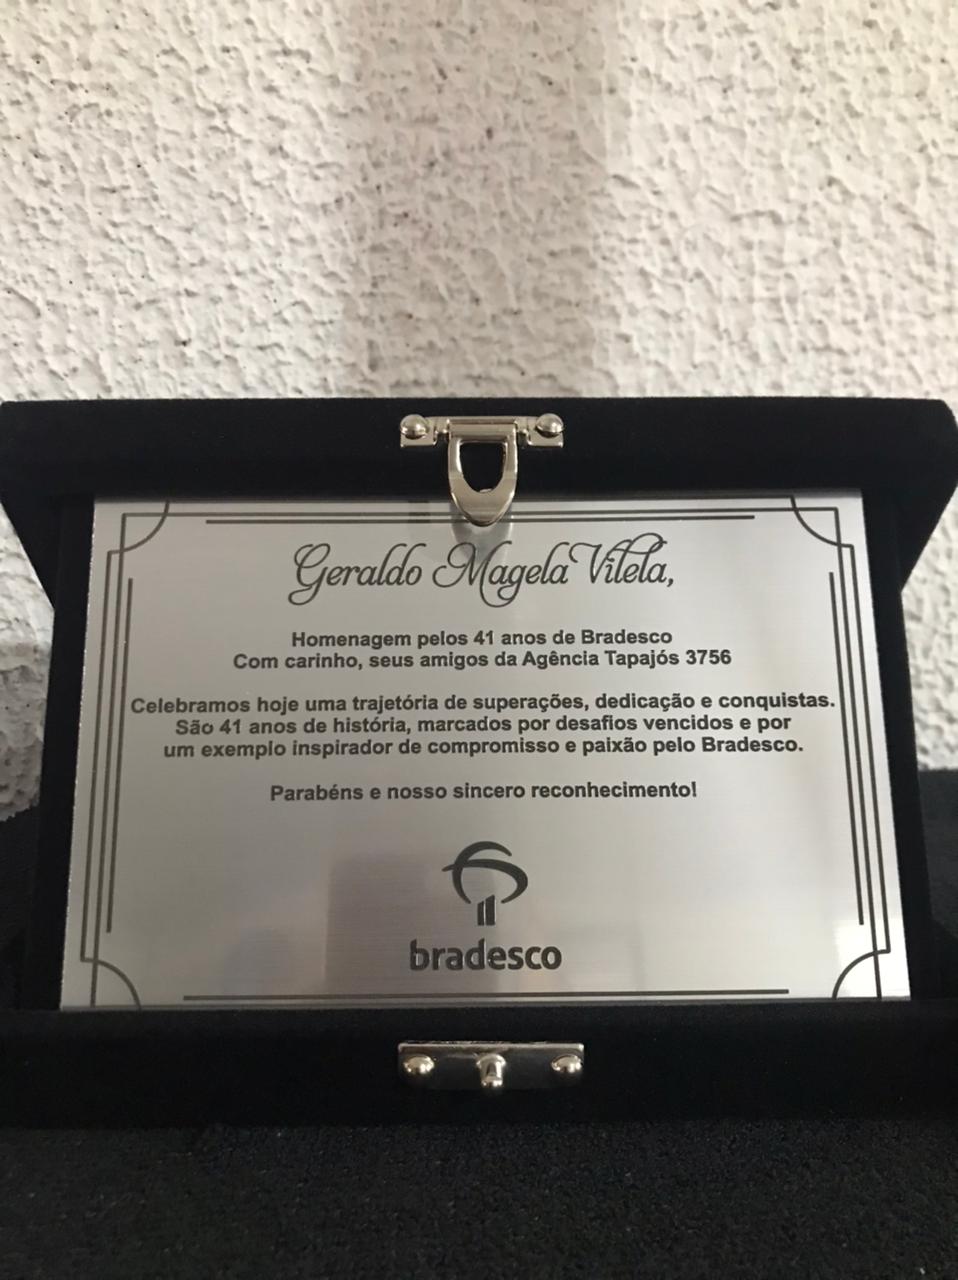 Geraldo Magela Vilela,
Homenagem pelos 41 anos de Bradesco
Com carinho, seus amigos da Agência Tapajós 3756
Celebramos hoje uma trajetória de superações, dedicação e conquistas.
São 41 anos de história, marcados por desafios vencidos e por
um exemplo inspirador de compromisso e paixão pelo Bradesco.
Parabéns e nosso sincero reconhecimento!
bradesco